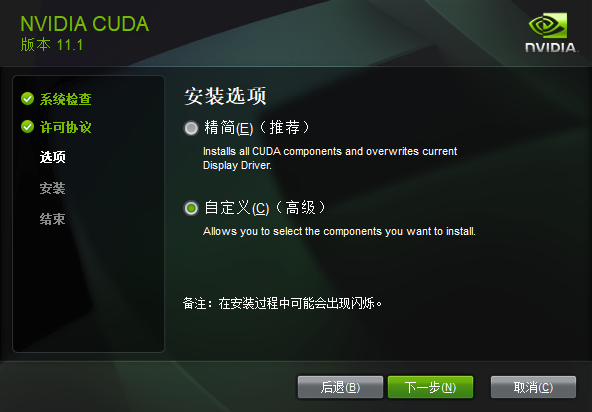 NVIDIA CUDA
版本 11.1
NVIDIA.
系统检查
许可协议
选项
安装
结束
安装选项
精简(E)（推荐）
Installs all CUDA components and overwrites current
Display Driver.
自定义(C)（高级）
Allows you to select the components you want to install.
备注：在安装过程中可能会出现闪烁。
后退(B)
下一步(N)
取消(C)